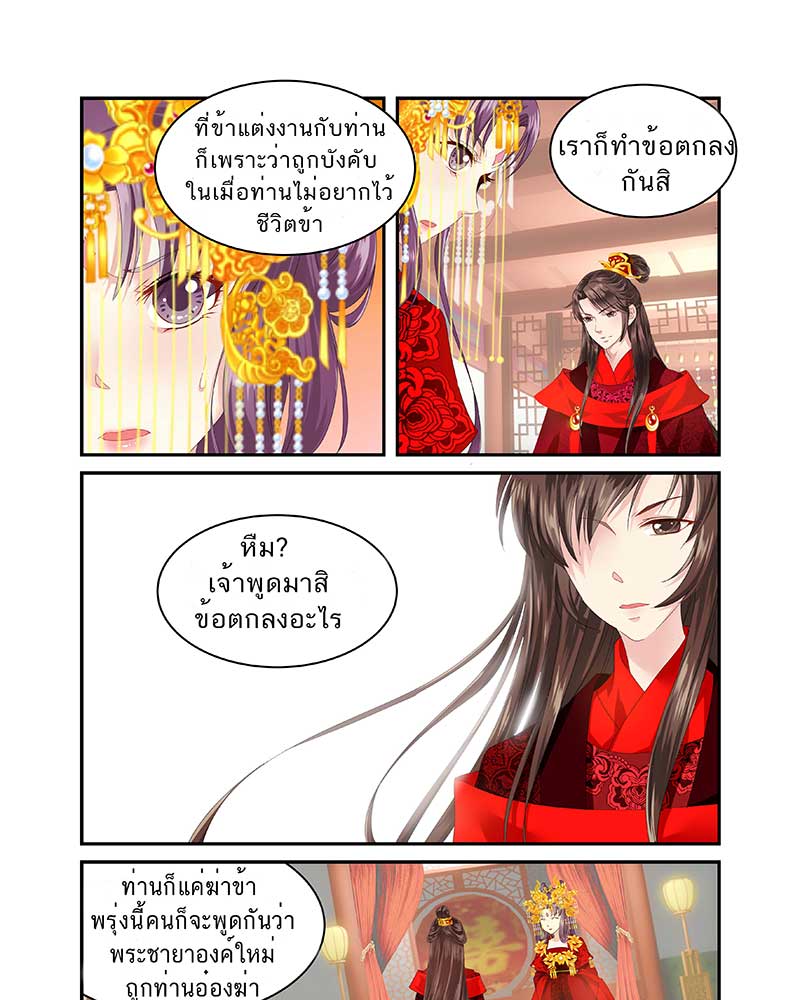 ที่ข้าแต่งงานกับท่าน
ก็เพราะว่าถูกบังคับ
ในเมื่อท่านไม่อยากไว้
ชีวิตข้า
เราก็ทำข้อตกลง
กันสิ
หืม?
เจ้าพูดมาสิ
ข้อตกลงอะไร
ท่านก็แค่ฆ่าข้า
พรุ่งนี้คนก็จะพูดกันว่า
พระชายาองค์ใหม่
ถูกท่านอ๋องฆ่า
囍